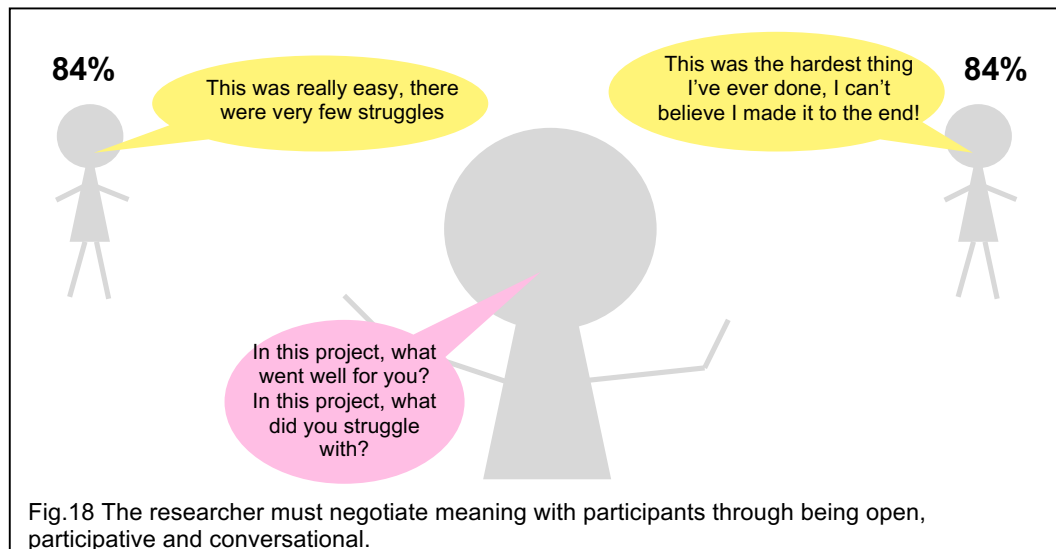 84%
This was really easy, there
were very few struggles
This was the hardest thing
I've ever done, I can't
believe I made it to the end!
84%
In this project, what
went well for you?
In this project, what
did you struggle
with?
Fig.18 The researcher must negotiate meaning with participants through being open,
participative and conversational.